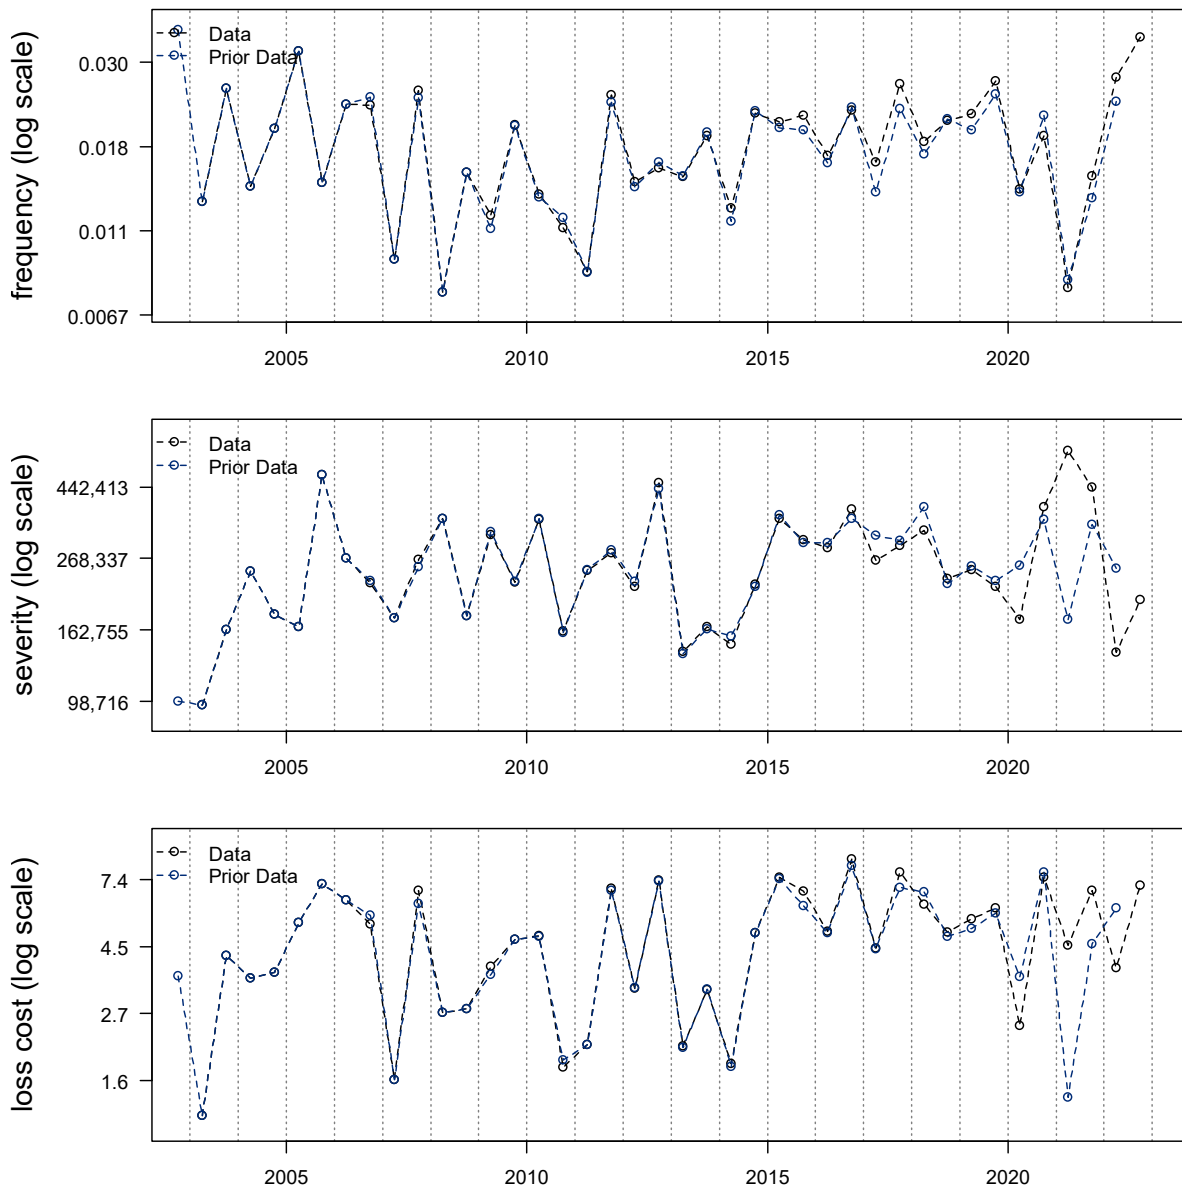 frequency (log scale)
Data
Prior Data
0.030
0.018
0.011
0.0067
2005 2010 2015 2020
severity (log scale)
Data
Prior Data
442,413
268,337
162,755
98,716
2005 2010 2015 2020
loss cost (log scale)
Data
Prior Data
7.4
4.5
2.7
1.6
2005 2010 2015 2020